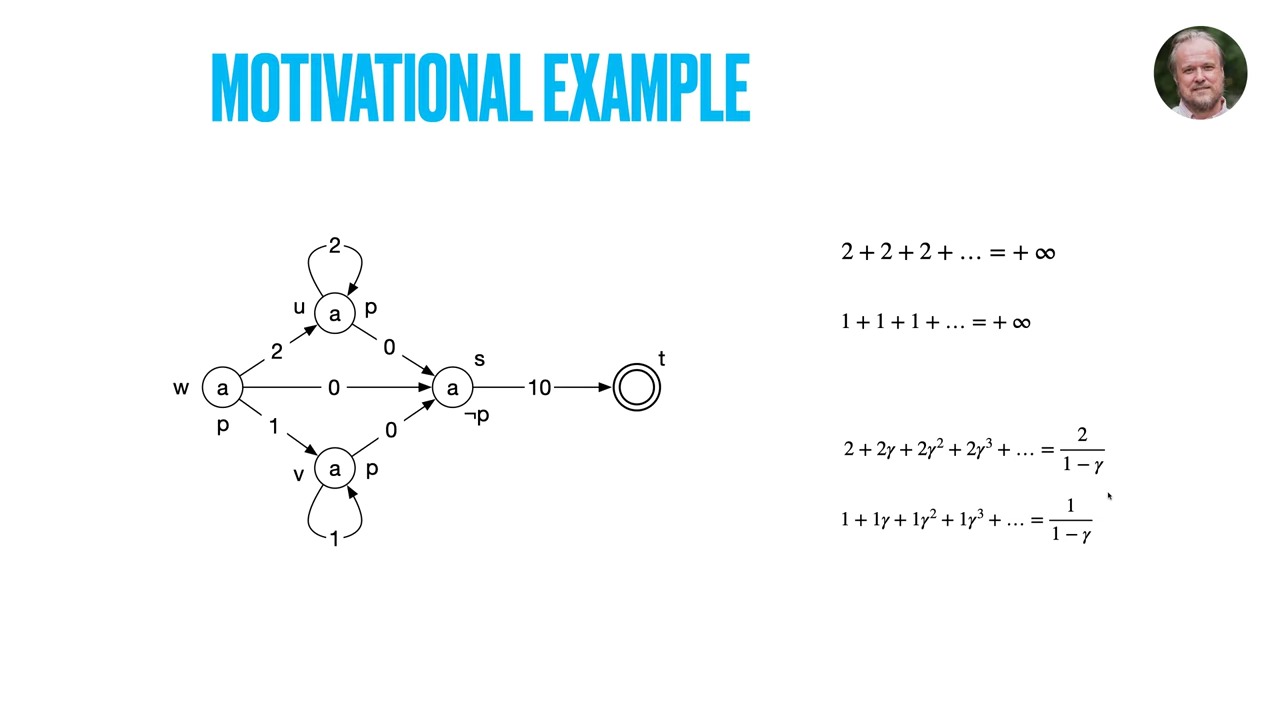 MOTIVATIONAL EXAMPLE
2
u a p
2
0
s
t
w a
0
a
10
p
1
0
¬p
v a p
1
2 + 2 + 2 + … = + ∞
1 + 1 + 1 + … = + ∞
2 + 2γ + 2γ² + 2γ³ + … = 2 / (1 − γ)
1 + 1γ + 1γ² + 1γ³ + … = 1 / (1 − γ)